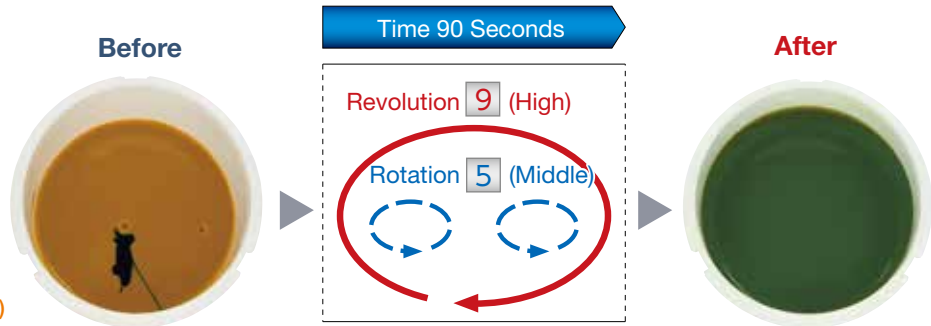 Time 90 Seconds
Before
After
Revolution 9 (High)
Rotation 5 (Middle)
)